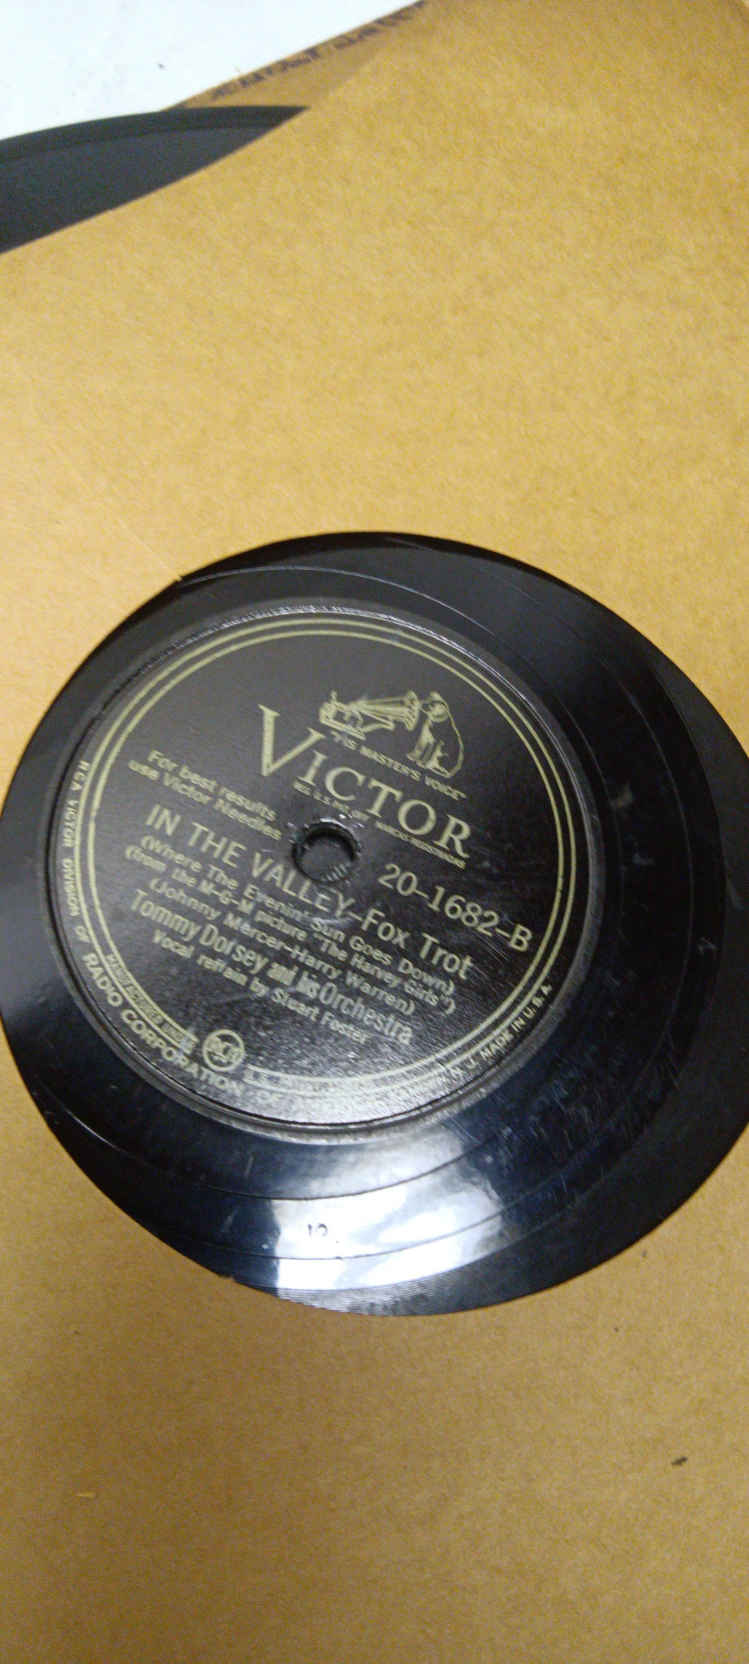 "HIS MASTER'S VOICE"
VICTOR
For best results
use Victor Needles
20-1682-B
IN THE VALLEY-Fox Trot
(Where The Evenin' Sun Goes Down)
(from the M-G-M picture "The Harvey Girls")
(Johnny Mercer-Harry Warren)
Tommy Dorsey and his Orchestra
Vocal refrain by Stuart Foster
RCA VICTOR DIVISION OF RADIO CORPORATION OF
N. J. MADE IN U.S.A.
RCA